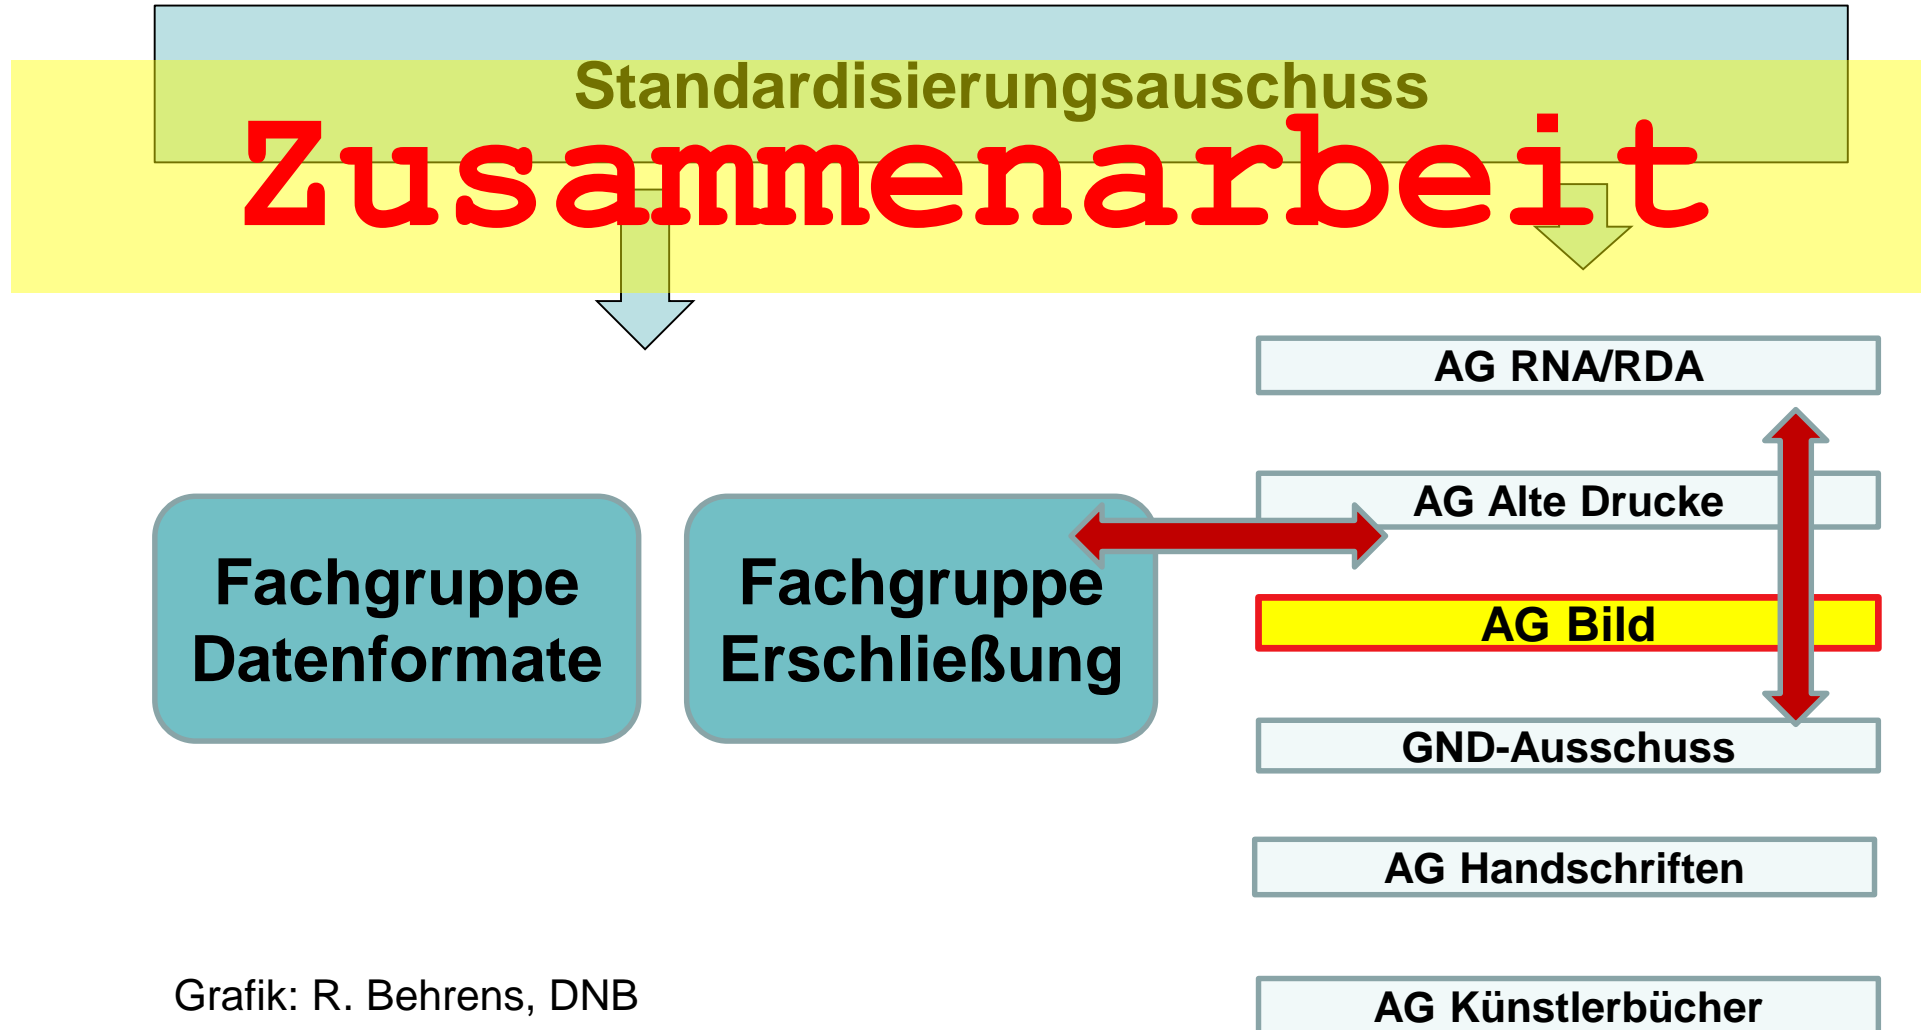 Standardisierungsauschuss
Zusammenarbeit
AG RNA/RDA
AG Alte Drucke
Fachgruppe
Datenformate
Fachgruppe
Erschließung
AG Bild
GND-Ausschuss
AG Handschriften
AG Künstlerbücher
Grafik: R. Behrens, DNB